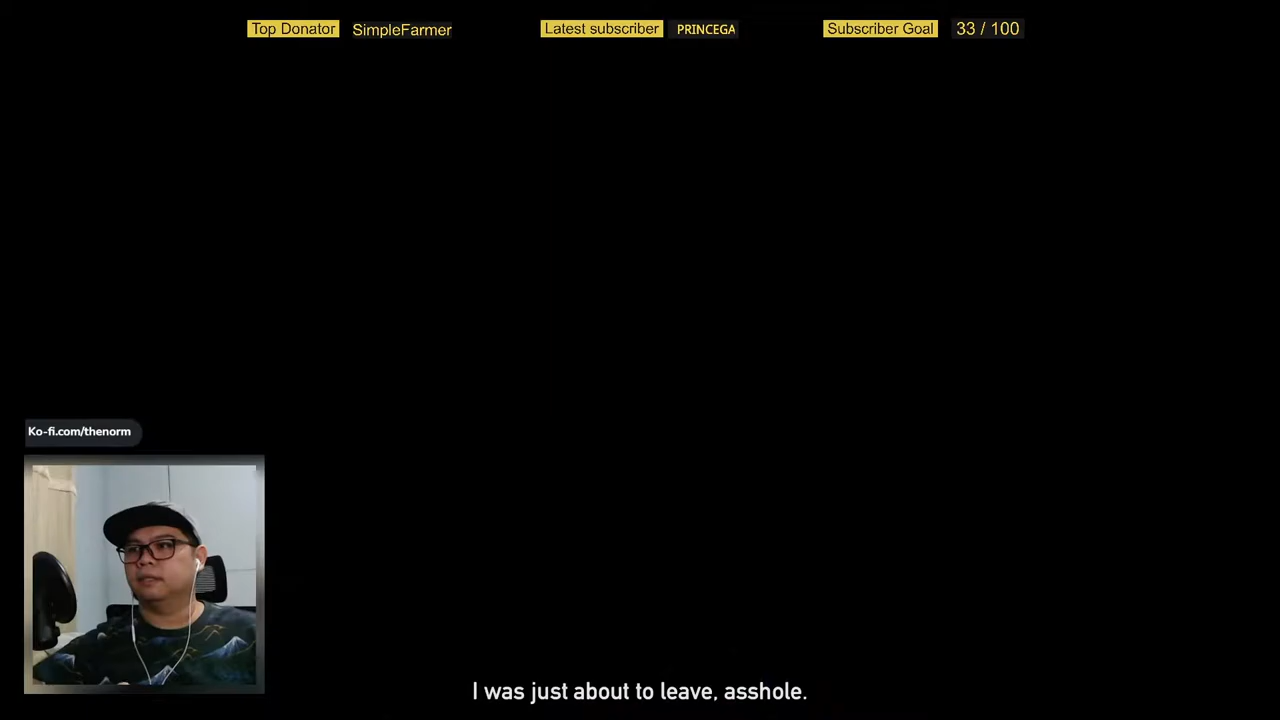 Top Donator SimpleFarmer Latest subscriber PRINCEGA Subscriber Goal 33 / 100
Ko-fi.com/thenorm
I was just about to leave, asshole.